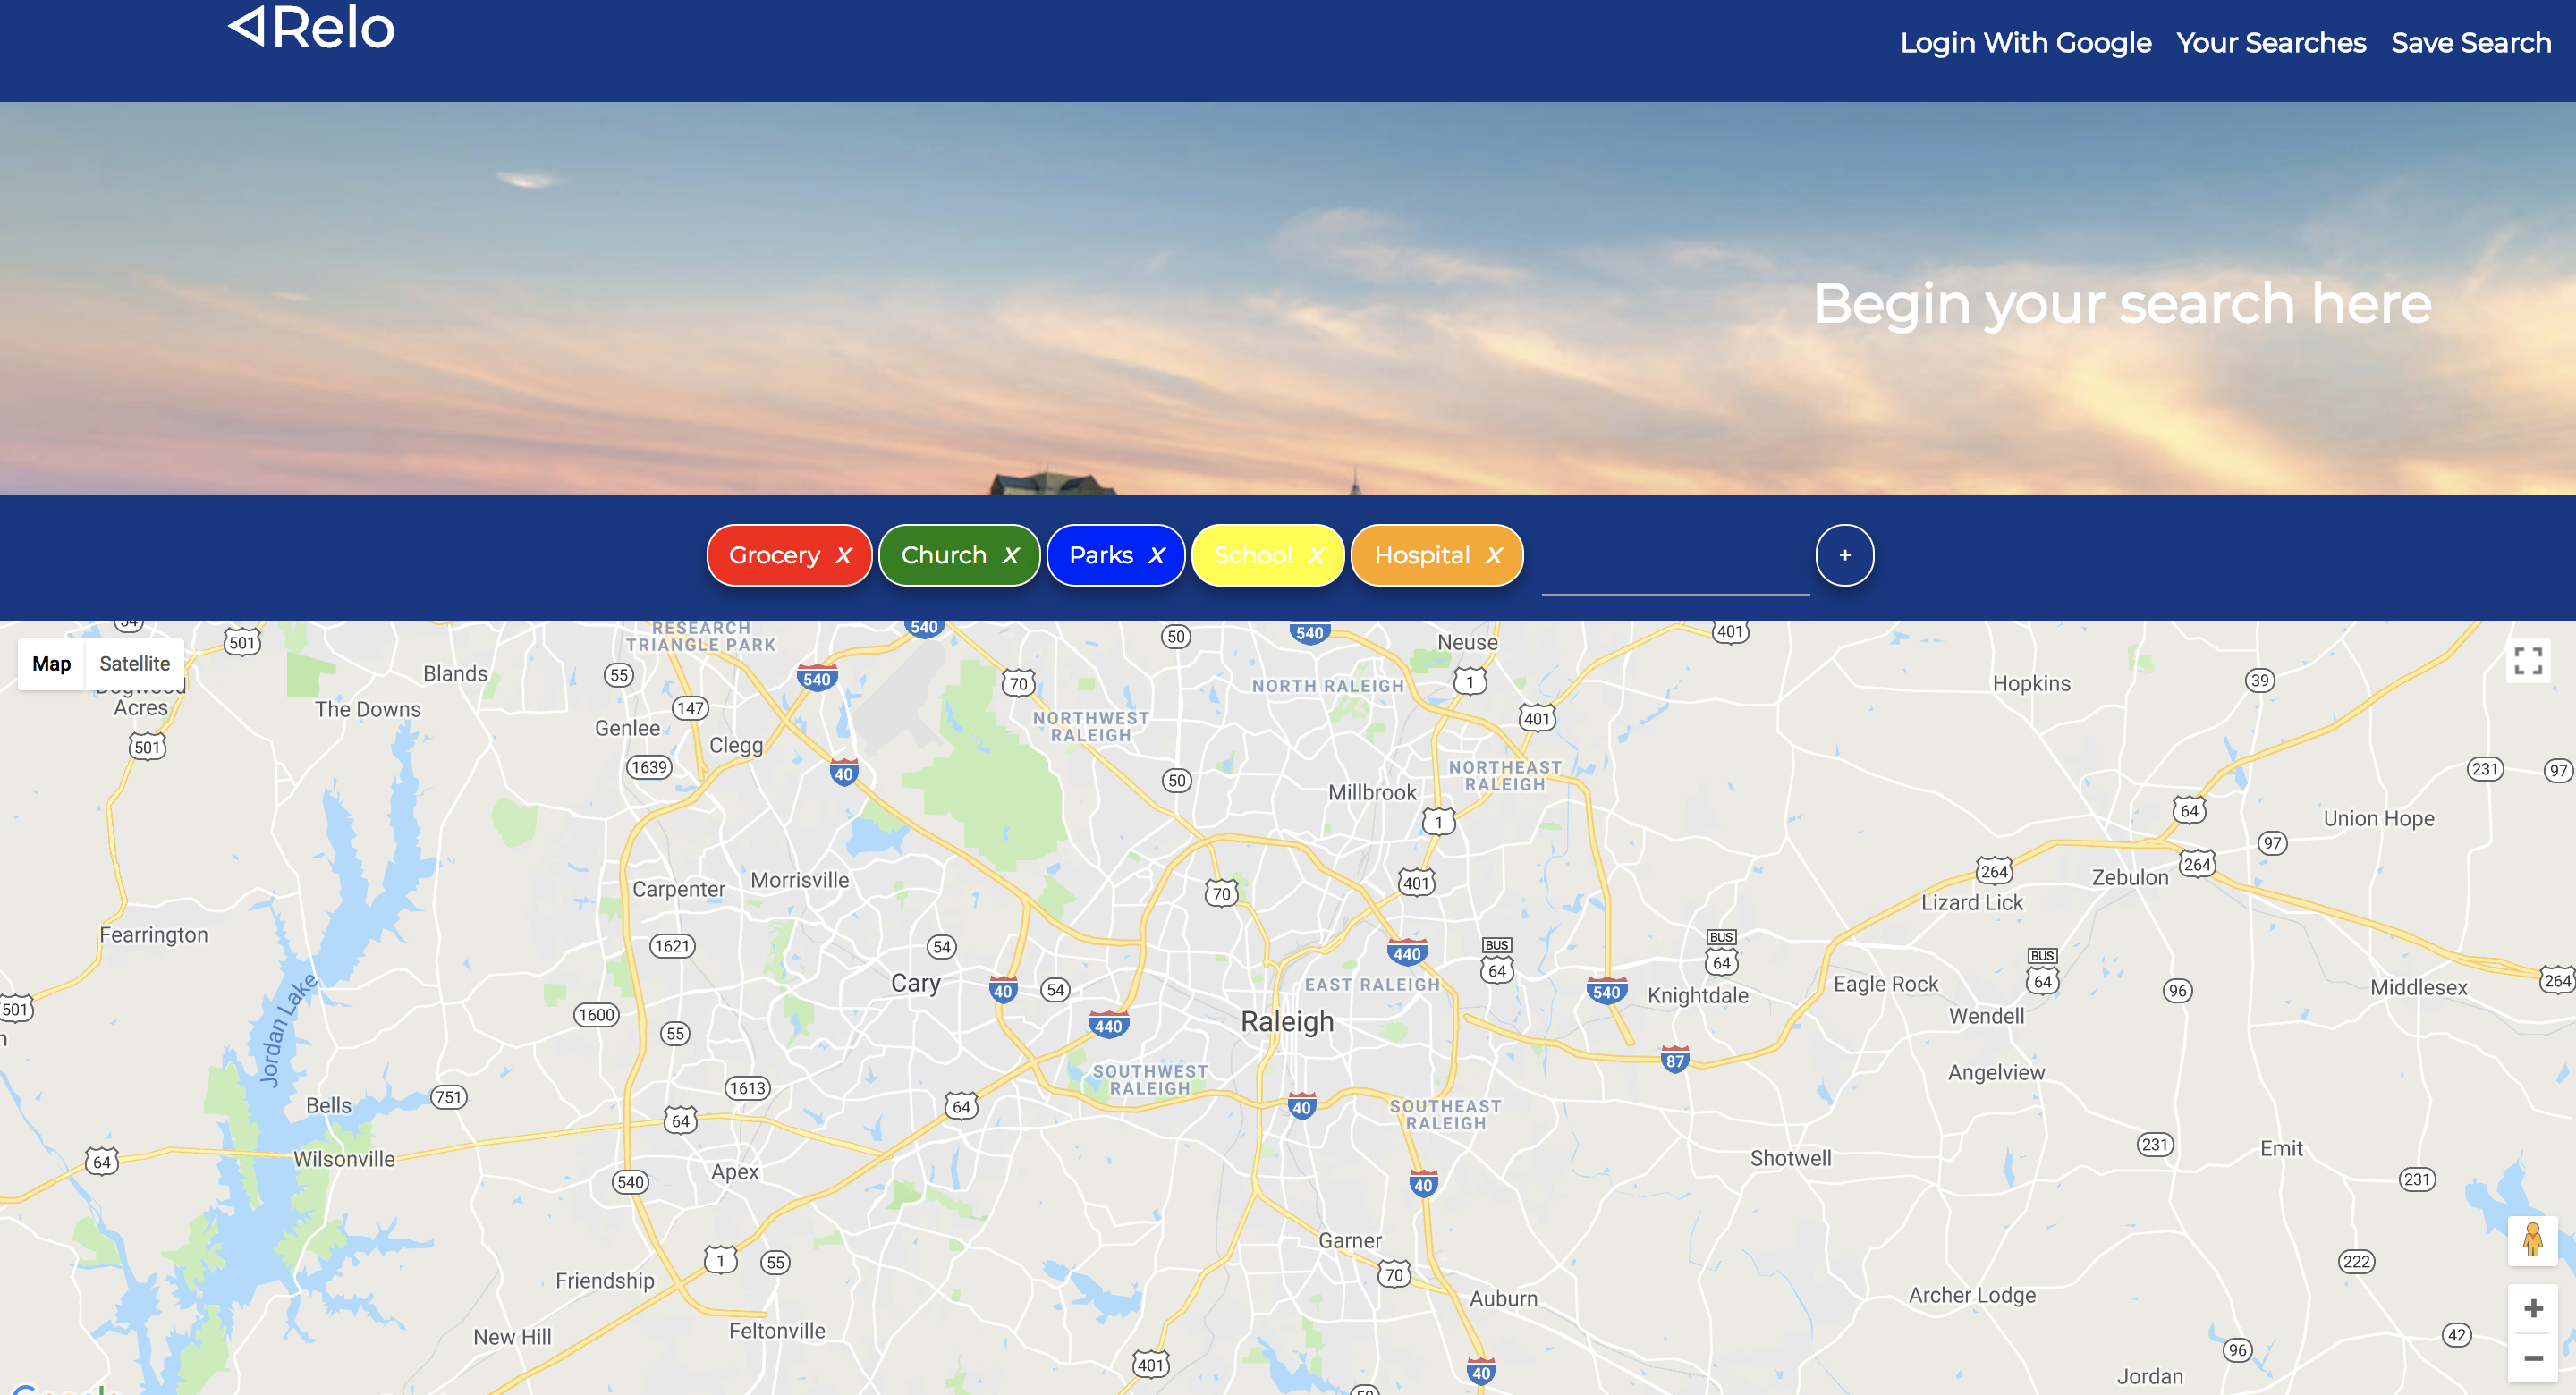 Relo
Login With Google Your Searches Save Search
Begin your search here
Grocery X Church X Parks X School X Hospital X +
54
501
RESEARCH
TRIANGLE PARK
540
50
540
Neuse
401
Map Satellite
Dogwood
Acres
Blands
55
540
70
NORTH RALEIGH
1
Hopkins
39
The Downs
147
NORTHWEST
RALEIGH
401
Genlee
501
Clegg
1639
40
50
NORTHEAST
RALEIGH
231
97
Millbrook
1
64
Union Hope
97
Carpenter
Morrisville
70
401
264
Zebulon
264
Lizard Lick
Fearrington
1621
54
440
BUS
64
BUS
64
BUS
64
Cary
40
54
EAST RALEIGH
540
Knightdale
Eagle Rock
96
Middlesex
264
501
Jordan Lake
1600
55
440
Raleigh
Wendell
87
SOUTHWEST
RALEIGH
Angelview
1613
751
Bells
64
64
40
SOUTHEAST
RALEIGH
64
Wilsonville
Apex
540
40
Shotwell
231
Emit
231
Garner
1
55
70
222
Friendship
Auburn
Archer Lodge
New Hill
Feltonville
401
40
96
42
Jordan
Google